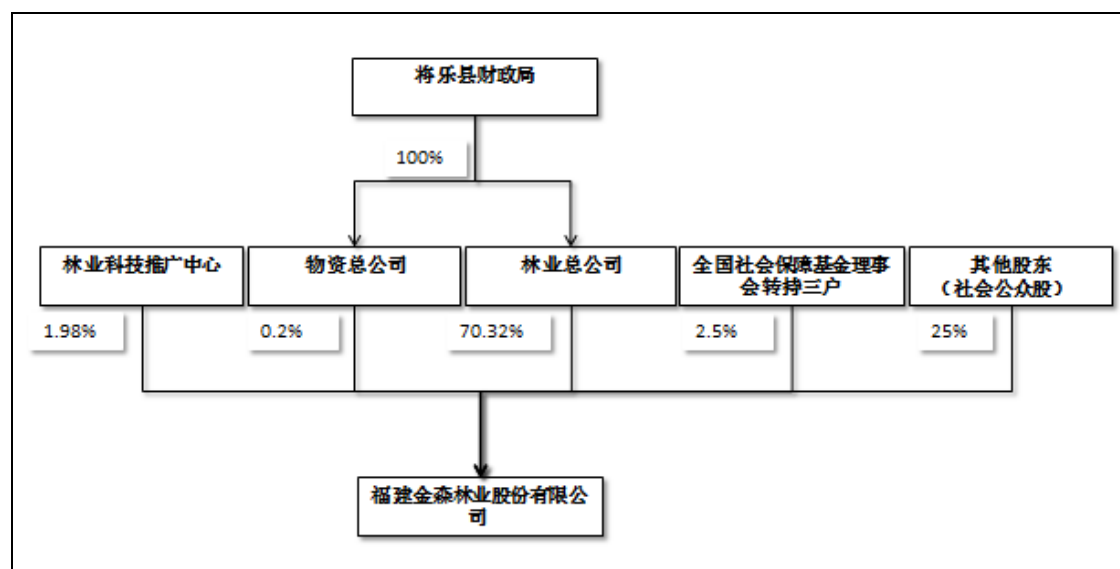 将乐县财政局
100%
林业科技推广中心
物资总公司
林业总公司
全国社会保障基金理事
会转持三户
其他股东
（社会公众股）
1.98%
0.2%
70.32%
2.5%
25%
福建金森林业股份有限公
司